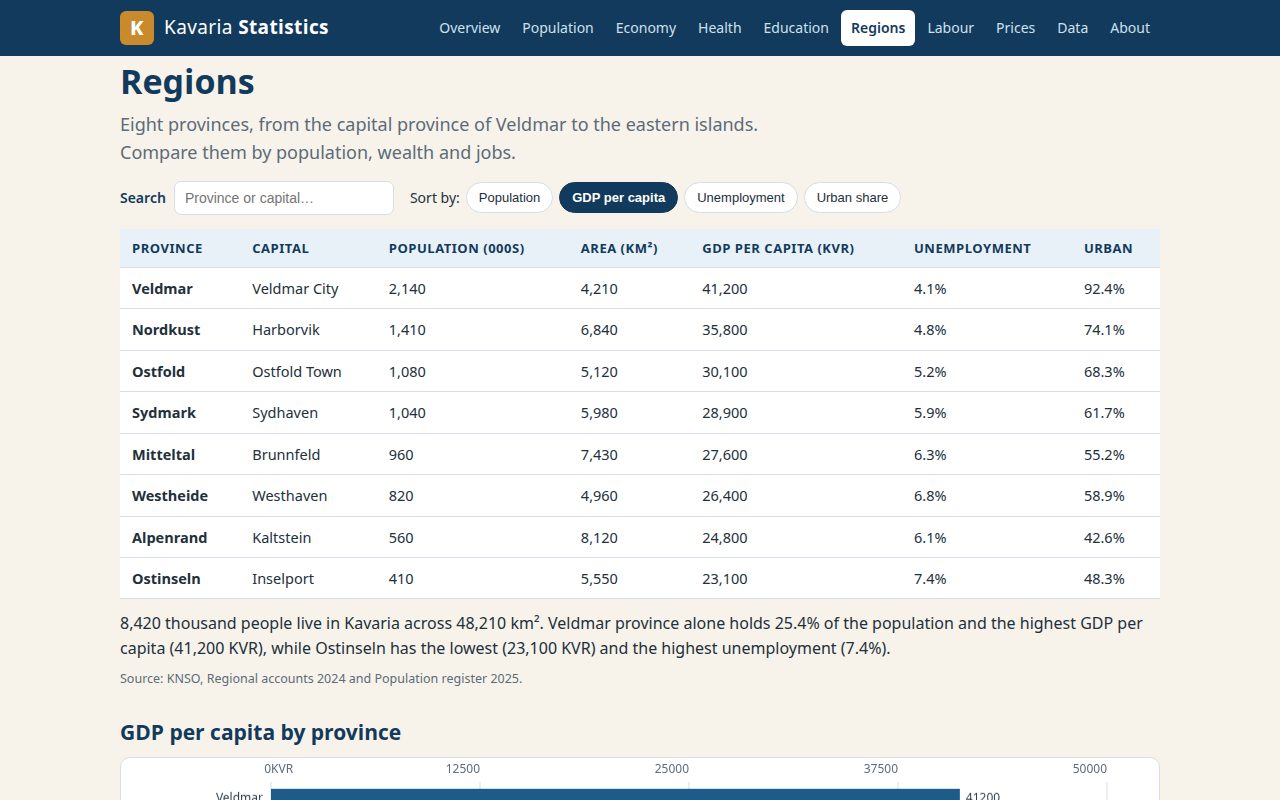 K Kavaria Statistics Overview Population Economy Health Education Regions Labour Prices Data About
Regions
Eight provinces, from the capital province of Veldmar to the eastern islands.
Compare them by population, wealth and jobs.
Search Province or capital… Sort by: Population GDP per capita Unemployment Urban share
PROVINCE CAPITAL POPULATION (000S) AREA (KM²) GDP PER CAPITA (KVR) UNEMPLOYMENT URBAN
Veldmar Veldmar City 2,140 4,210 41,200 4.1% 92.4%
Nordkust Harborvik 1,410 6,840 35,800 4.8% 74.1%
Ostfold Ostfold Town 1,080 5,120 30,100 5.2% 68.3%
Sydmark Sydhaven 1,040 5,980 28,900 5.9% 61.7%
Mitteltal Brunnfeld 960 7,430 27,600 6.3% 55.2%
Westheide Westhaven 820 4,960 26,400 6.8% 58.9%
Alpenrand Kaltstein 560 8,120 24,800 6.1% 42.6%
Ostinseln Inselport 410 5,550 23,100 7.4% 48.3%
8,420 thousand people live in Kavaria across 48,210 km². Veldmar province alone holds 25.4% of the population and the highest GDP per
capita (41,200 KVR), while Ostinseln has the lowest (23,100 KVR) and the highest unemployment (7.4%).
Source: KNSO, Regional accounts 2024 and Population register 2025.
GDP per capita by province
0KVR 12500 25000 37500 50000
Veldmar 41200